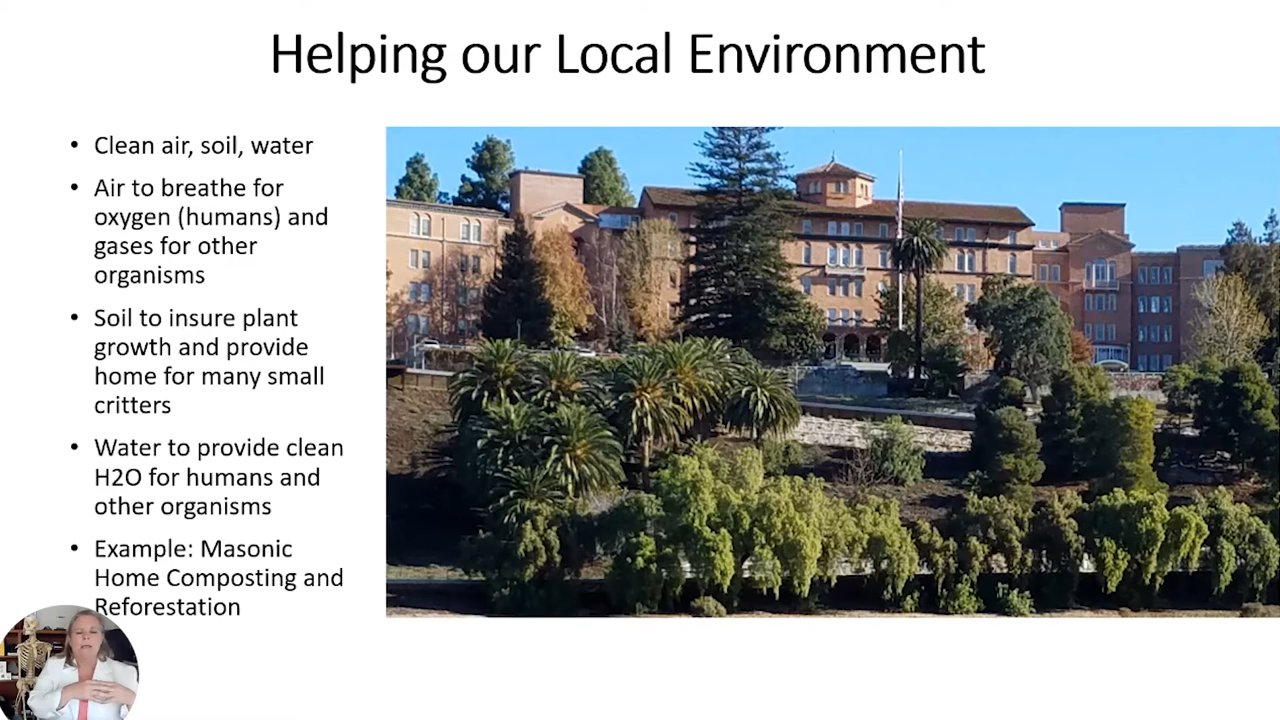 Helping our Local Environment
• Clean air, soil, water
• Air to breathe for
oxygen (humans) and
gases for other
organisms
• Soil to insure plant
growth and provide
home for many small
critters
• Water to provide clean
H2O for humans and
other organisms
• Example: Masonic
Home Composting and
Reforestation